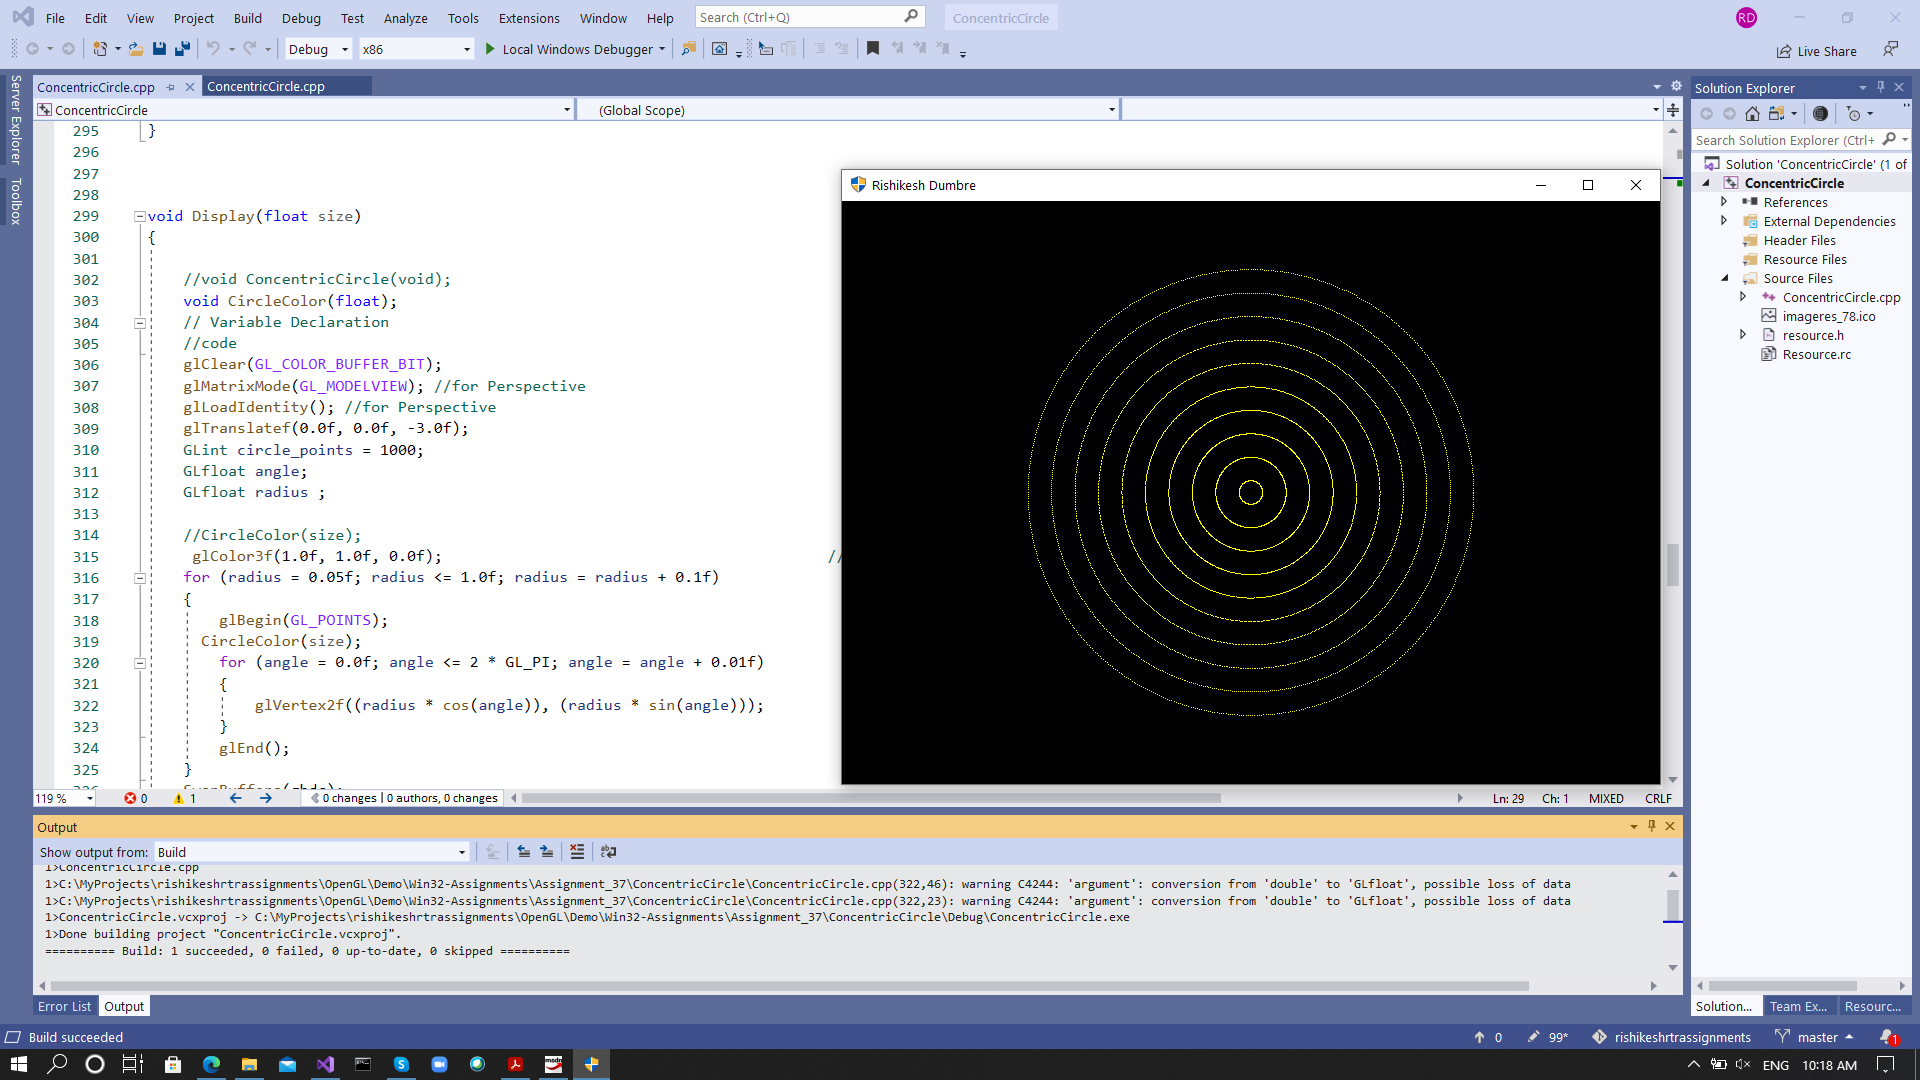 File Edit View Project Build Debug Test Analyze Tools Extensions Window Help Search (Ctrl+Q) ConcentricCircle RD
Debug x86 Local Windows Debugger Live Share
Server Explorer
Toolbox
ConcentricCircle.cpp ConcentricCircle.cpp
ConcentricCircle (Global Scope)
295 }
296
297
298
299 void Display(float size)
300 {
301
302 //void ConcentricCircle(void);
303 void CircleColor(float);
304 // Variable Declaration
305 //code
306 glClear(GL_COLOR_BUFFER_BIT);
307 glMatrixMode(GL_MODELVIEW); //for Perspective
308 glLoadIdentity(); //for Perspective
309 glTranslatef(0.0f, 0.0f, -3.0f);
310 GLint circle_points = 1000;
311 GLfloat angle;
312 GLfloat radius ;
313
314 //CircleColor(size);
315 glColor3f(1.0f, 1.0f, 0.0f); //
316 for (radius = 0.05f; radius <= 1.0f; radius = radius + 0.1f)
317 {
318 glBegin(GL_POINTS);
319 CircleColor(size);
320 for (angle = 0.0f; angle <= 2 * GL_PI; angle = angle + 0.01f)
321 {
322 glVertex2f((radius * cos(angle)), (radius * sin(angle)));
323 }
324 glEnd();
325 }
Rishikesh Dumbre
119 % 0 1 0 changes | 0 authors, 0 changes Ln: 29 Ch: 1 MIXED CRLF
Output
Show output from: Build
1>ConcentricCircle.cpp
1>C:\MyProjects\rishikeshrtrassignments\OpenGL\Demo\Win32-Assignments\Assignment_37\ConcentricCircle\ConcentricCircle.cpp(322,46): warning C4244: 'argument': conversion from 'double' to 'GLfloat', possible loss of data
1>C:\MyProjects\rishikeshrtrassignments\OpenGL\Demo\Win32-Assignments\Assignment_37\ConcentricCircle\ConcentricCircle.cpp(322,23): warning C4244: 'argument': conversion from 'double' to 'GLfloat', possible loss of data
1>ConcentricCircle.vcxproj -> C:\MyProjects\rishikeshrtrassignments\OpenGL\Demo\Win32-Assignments\Assignment_37\ConcentricCircle\Debug\ConcentricCircle.exe
1>Done building project "ConcentricCircle.vcxproj".
========== Build: 1 succeeded, 0 failed, 0 up-to-date, 0 skipped ==========
Error List Output
Solution Explorer
Search Solution Explorer (Ctrl+
Solution 'ConcentricCircle' (1 of
ConcentricCircle
References
External Dependencies
Header Files
Resource Files
Source Files
ConcentricCircle.cpp
imageres_78.ico
resource.h
Resource.rc
Solution... Team Ex... Resourc...
Build succeeded 0 99* rishikeshrtrassignments master 1
ENG 10:18 AM